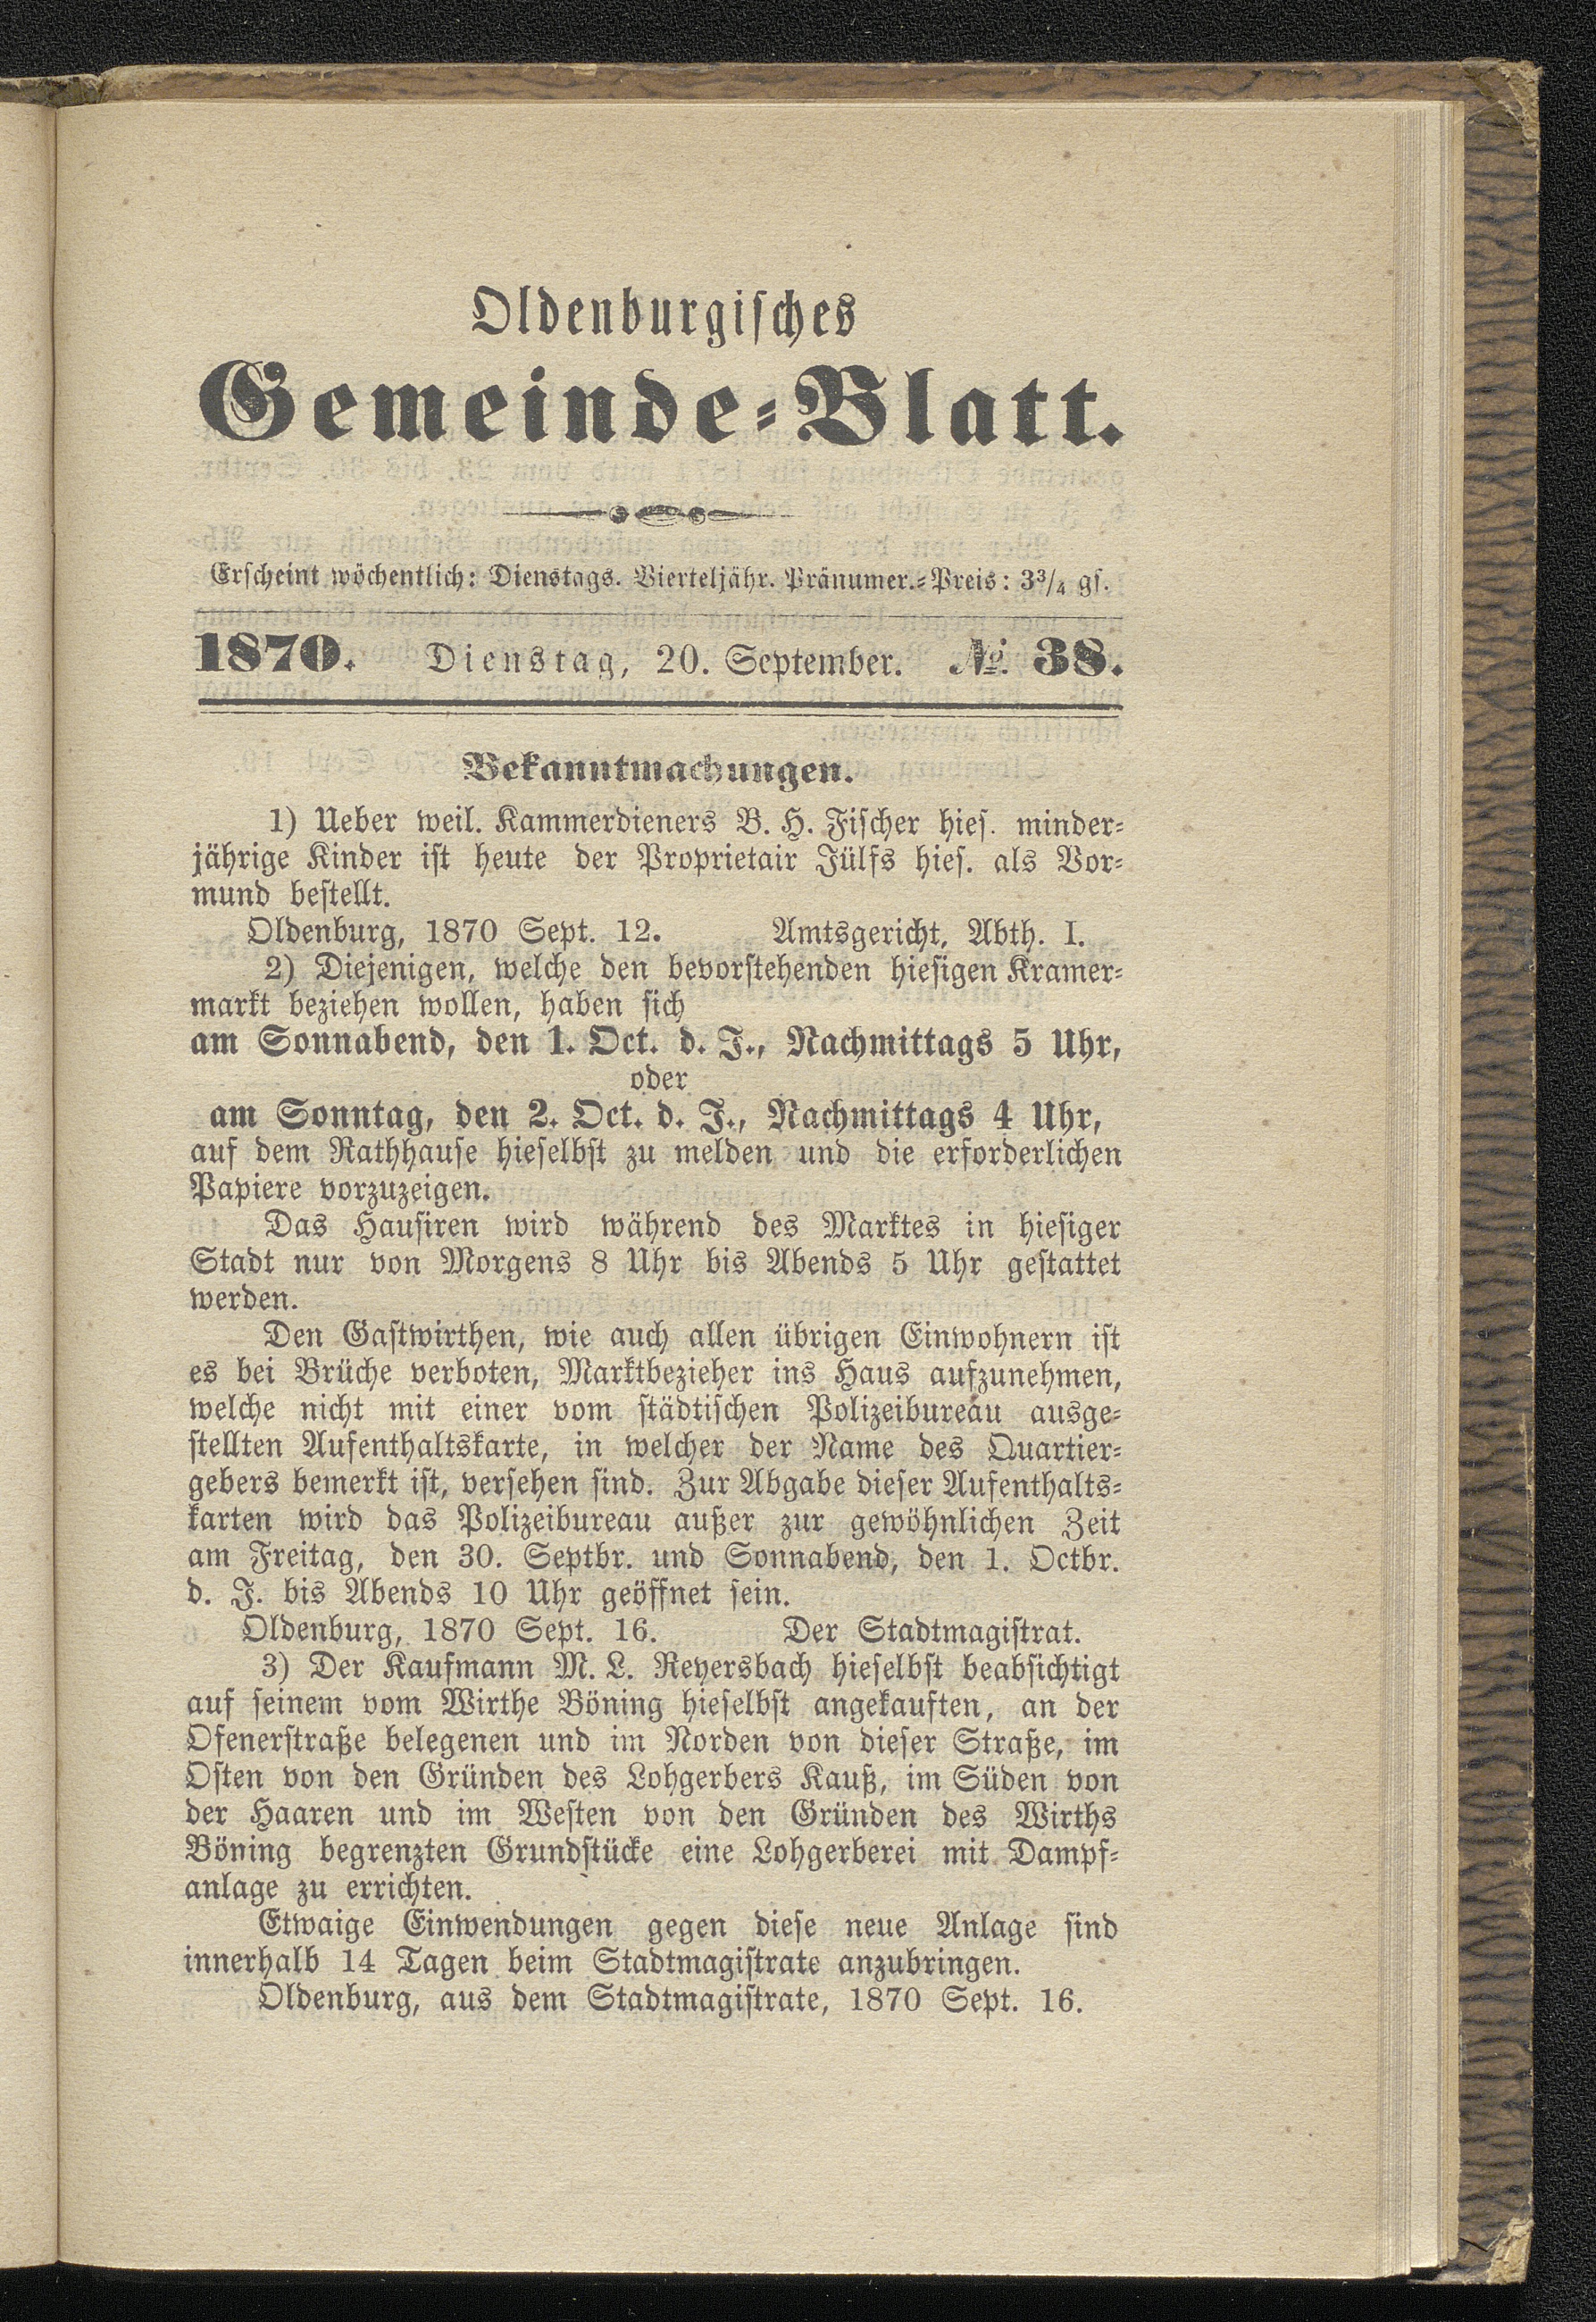 Oldenburgisches
Gemeinde-Blatt.
Erscheint wöchentlich: Dienstags. Vierteljähr. Pränumer.-Preis: 3³/₄ gs.
1870. Dienstag, 20. September. № 38.
Bekanntmachungen.
1) Ueber weil. Kammerdieners B. H. Fischer hies. minder-
jährige Kinder ist heute der Proprietair Jülfs hies. als Vor-
mund bestellt.
Oldenburg, 1870 Sept. 12. Amtsgericht, Abth. I.
2) Diejenigen, welche den bevorstehenden hiesigen Kramer-
markt beziehen wollen, haben sich
am Sonnabend, den 1. Oct. d. J., Nachmittags 5 Uhr,
oder
am Sonntag, den 2. Oct. d. J., Nachmittags 4 Uhr,
auf dem Rathhause hieselbst zu melden und die erforderlichen
Papiere vorzuzeigen.
Das Hausiren wird während des Marktes in hiesiger
Stadt nur von Morgens 8 Uhr bis Abends 5 Uhr gestattet
werden.
Den Gastwirthen, wie auch allen übrigen Einwohnern ist
es bei Brüche verboten, Marktbezieher ins Haus aufzunehmen,
welche nicht mit einer vom städtischen Polizeibureau ausge-
stellten Aufenthaltskarte, in welcher der Name des Quartier-
gebers bemerkt ist, versehen sind. Zur Abgabe dieser Aufenthalts-
karten wird das Polizeibureau außer zur gewöhnlichen Zeit
am Freitag, den 30. Septbr. und Sonnabend, den 1. Octbr.
d. J. bis Abends 10 Uhr geöffnet sein.
Oldenburg, 1870 Sept. 16. Der Stadtmagistrat.
3) Der Kaufmann M. L. Reyersbach hieselbst beabsichtigt
auf seinem vom Wirthe Böning hieselbst angekauften, an der
Ofenerstraße belegenen und im Norden von dieser Straße, im
Osten von den Gründen des Lohgerbers Kauß, im Süden von
der Haaren und im Westen von den Gründen des Wirths
Böning begrenzten Grundstücke eine Lohgerberei mit Dampf-
anlage zu errichten.
Etwaige Einwendungen gegen diese neue Anlage sind
innerhalb 14 Tagen beim Stadtmagistrate anzubringen.
Oldenburg, aus dem Stadtmagistrate, 1870 Sept. 16.